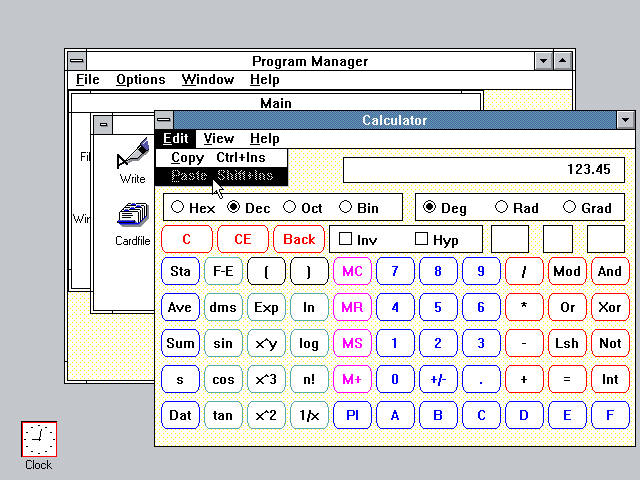 Program Manager
File Options Window Help
Main
Calculator
Edit View Help
Copy Ctrl+Ins
Paste Shift+Ins
123.45
Write
Cardfile
Hex Dec Oct Bin Deg Rad Grad
C CE Back Inv Hyp
Sta F-E ( ) MC 7 8 9 / Mod And
Ave dms Exp ln MR 4 5 6 * Or Xor
Sum sin x^y log MS 1 2 3 - Lsh Not
s cos x^3 n! M+ 0 +/- . + = Int
Dat tan x^2 1/x PI A B C D E F
Clock